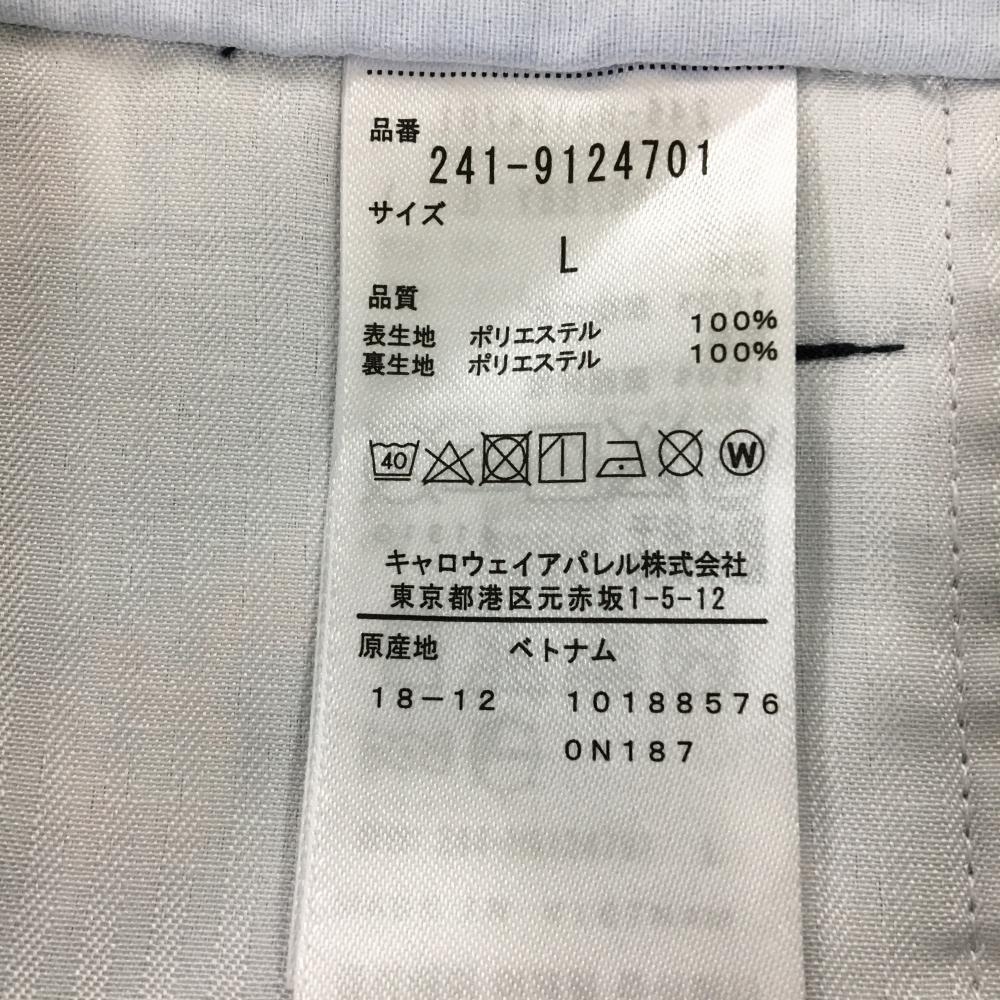 品番
241-9124701
サイズ
L
品質
表生地 ポリエステル 100%
裏生地 ポリエステル 100%
40 W
キャロウェイアパレル株式会社
東京都港区元赤坂1-5-12
原産地 ベトナム
18-12 10188576
0N187